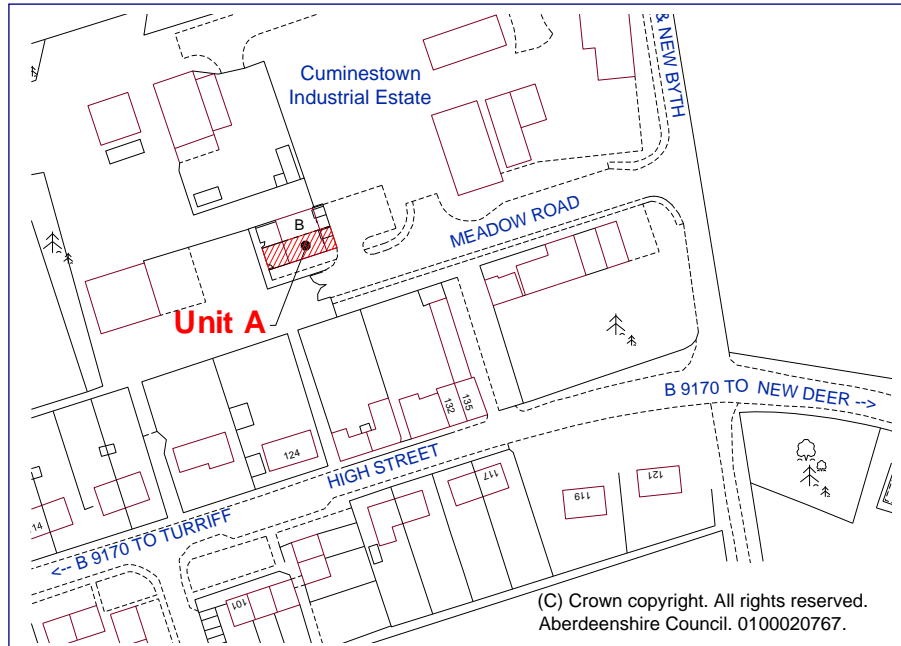 Cuminestown
Industrial Estate
& NEW BYTH
MEADOW ROAD
B
Unit A
B 9170 TO NEW DEER -->
132
135
124
HIGH STREET
117
119
121
14
<-- B 9170 TO TURRIFF
101
(C) Crown copyright. All rights reserved.
Aberdeenshire Council. 0100020767.